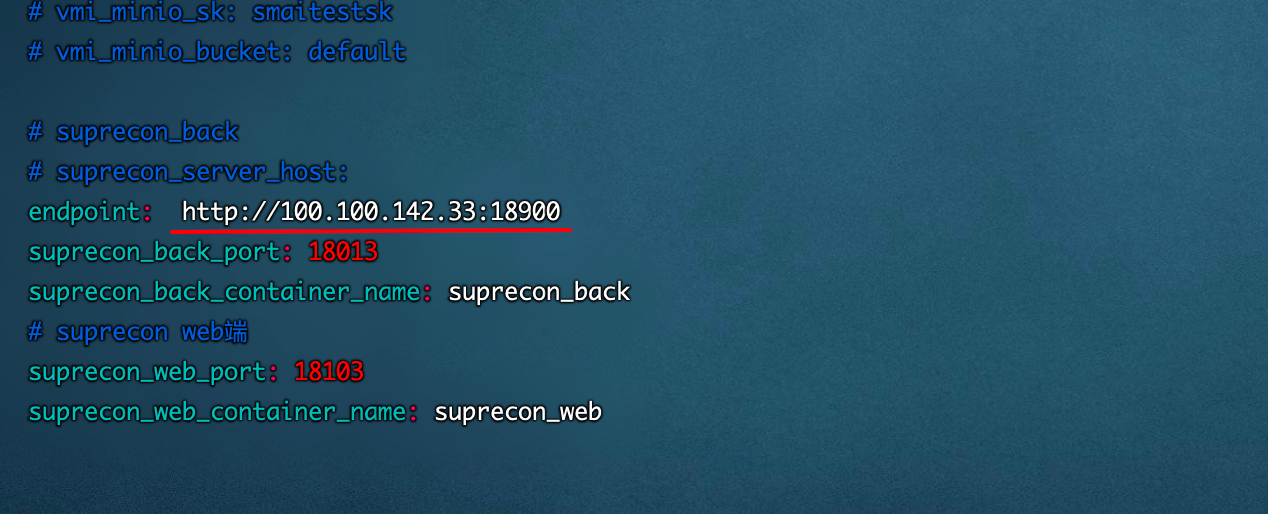 # vmi_minio_sk: smaitestsk
# vmi_minio_bucket: default
# suprecon_back
# suprecon_server_host:
endpoint:  http://100.100.142.33:18900
suprecon_back_port: 18013
suprecon_back_container_name: suprecon_back
# suprecon web端
suprecon_web_port: 18103
suprecon_web_container_name: suprecon_web